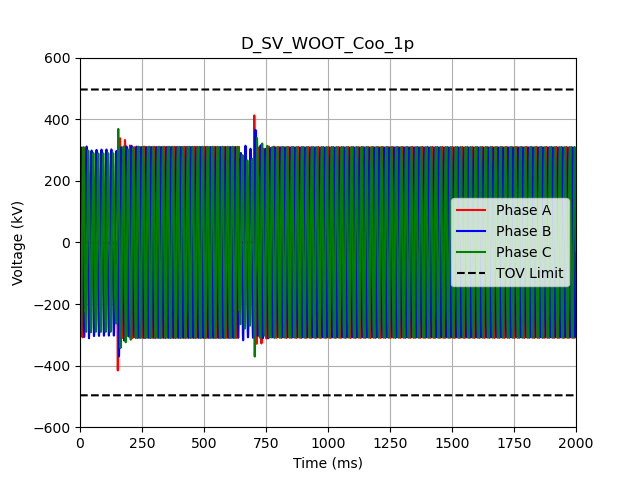 D_SV_WOOT_Coo_1p
600
400
200
0
−200
−400
−600
Voltage (kV)
Phase A
Phase B
Phase C
TOV Limit
0 250 500 750 1000 1250 1500 1750 2000
Time (ms)